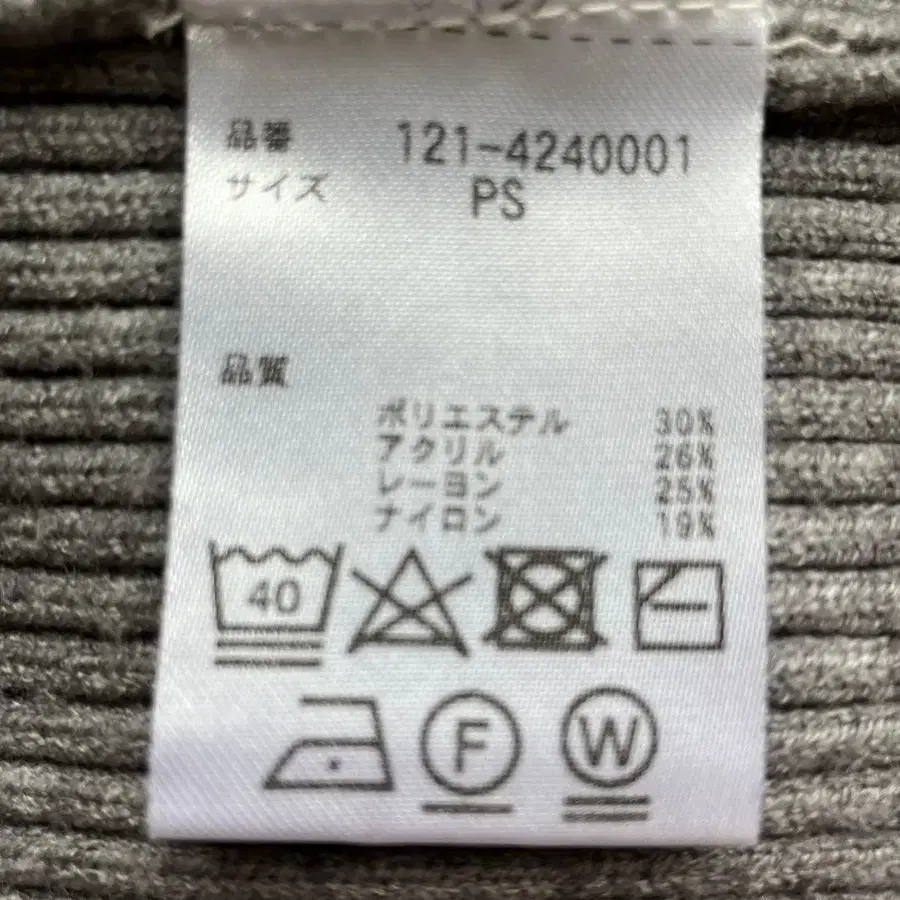 品番 121-4240001
サイズ PS
品質
ポリエステル 30%
アクリル 26%
レーヨン 25%
ナイロン 19%
40
F W